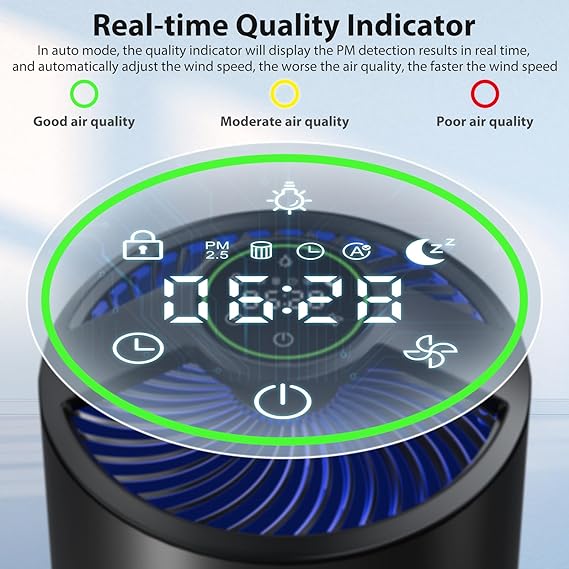 Real-time Quality Indicator
In auto mode, the quality indicator will display the PM detection results in real time,
and automatically adjust the wind speed, the worse the air quality, the faster the wind speed
Good air quality
Moderate air quality
Poor air quality
zz
PM
2.5
A
06:28